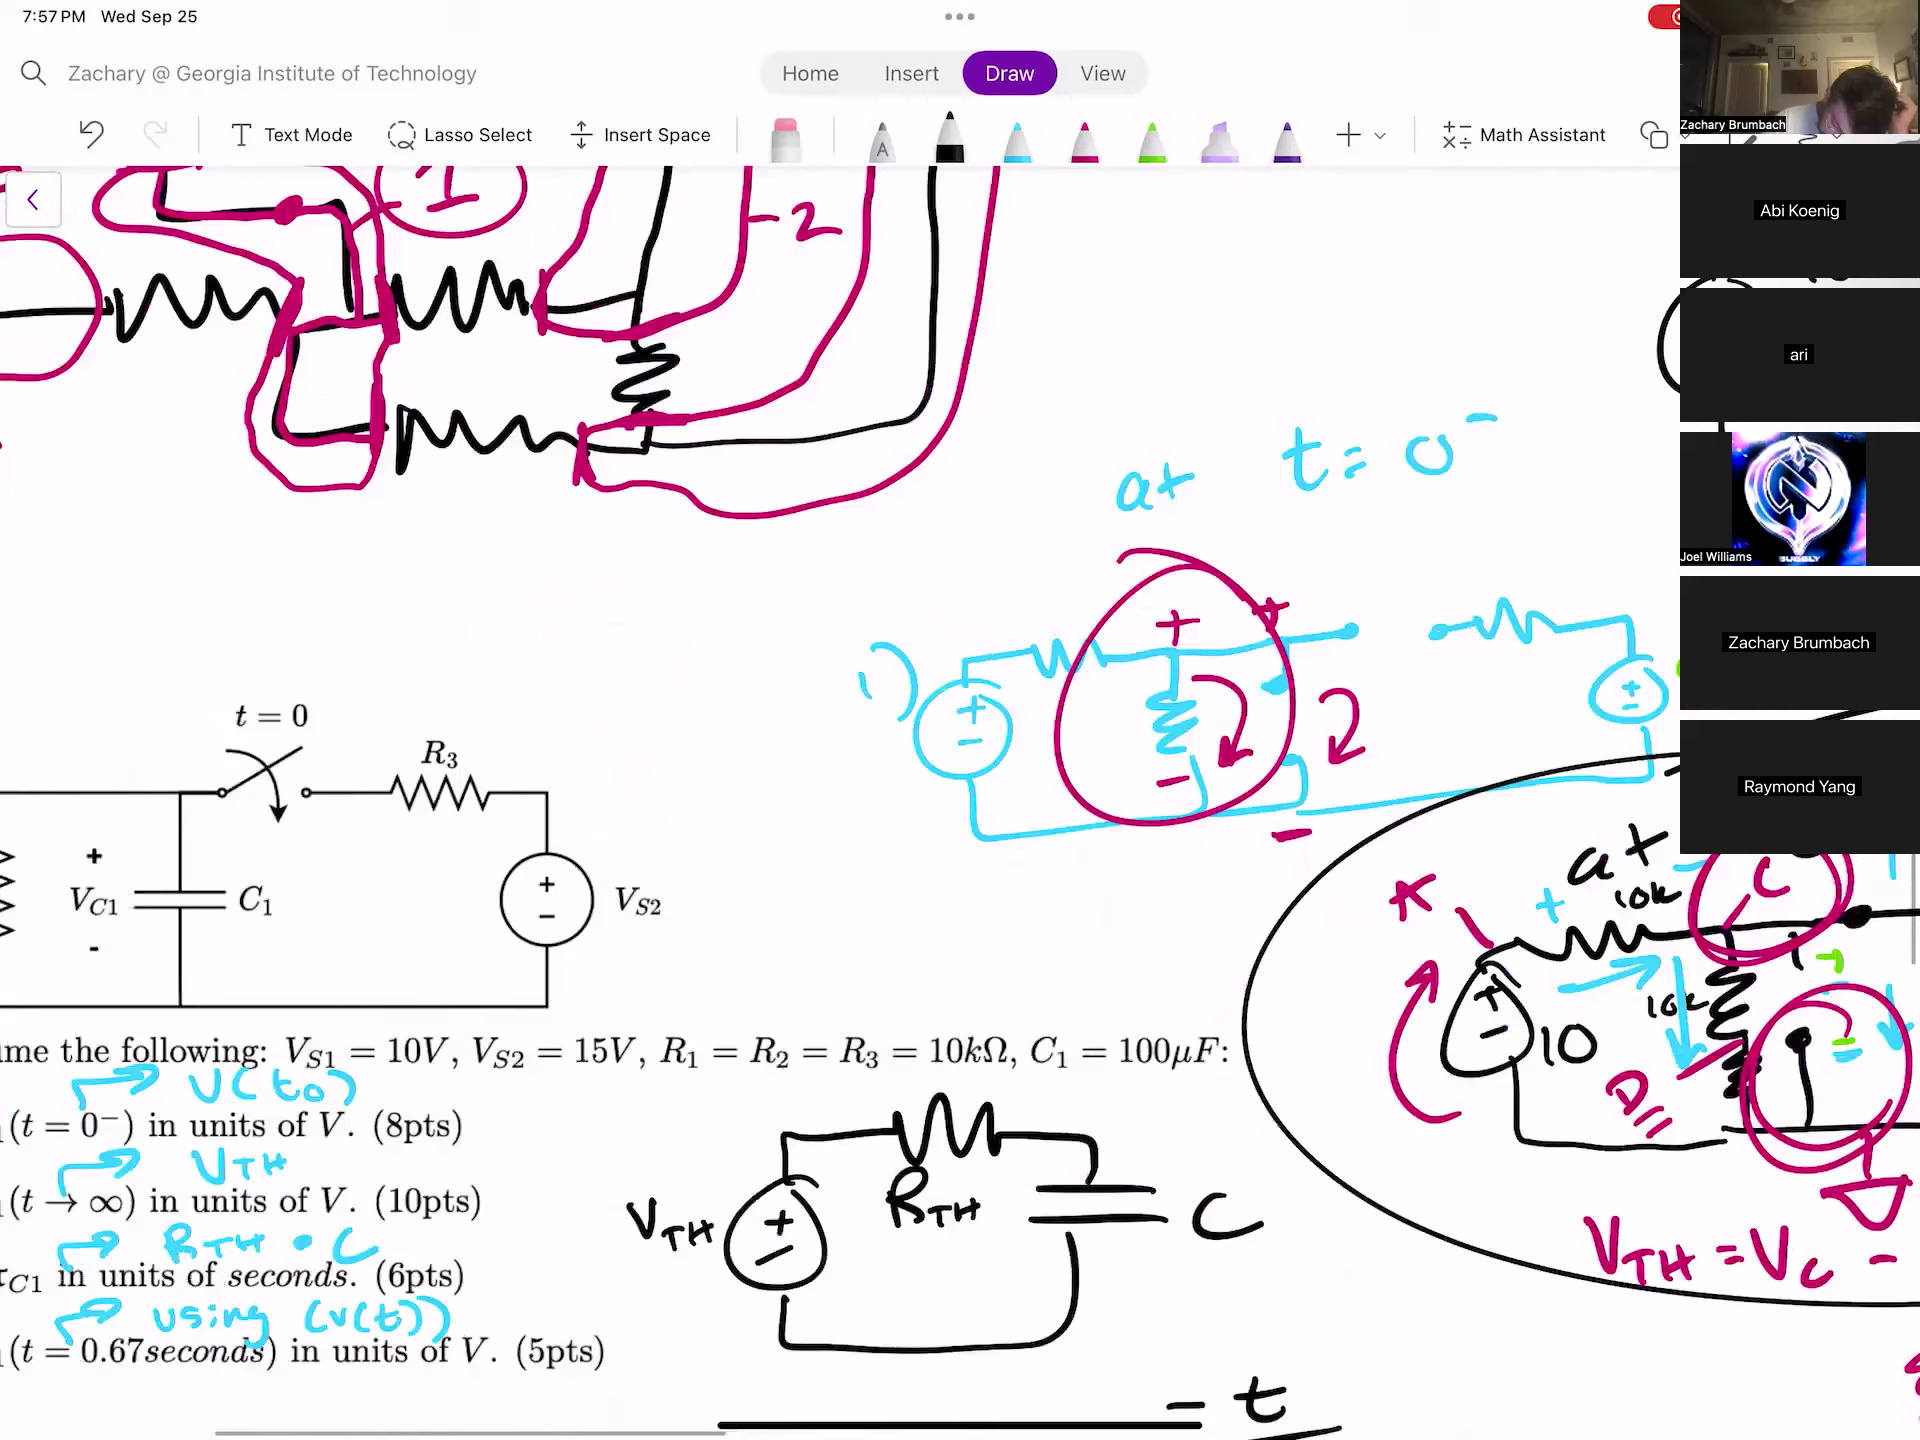 7:57 PM Wed Sep 25
Zachary @ Georgia Institute of Technology
Home Insert Draw View
Text Mode Lasso Select Insert Space Math Assistant
A
Zachary Brumbach
Abi Koenig
ari
Joel Williams
BUBBLY
Zachary Brumbach
Raymond Yang
1
-2
at t = 0⁻
1)
+ +
+
-
- -
+
-
t = 0
R₃
+
V_C1 C₁
-
+
-
V_S2
at
A + 10k C
+
- 10 10k
D
me the following: V_S1 = 10V, V_S2 = 15V, R₁ = R₂ = R₃ = 10kΩ, C₁ = 100μF:
V(t0)
(t = 0⁻) in units of V. (8pts)
V_TH
(t → ∞) in units of V. (10pts)
R_TH • C
C1 in units of seconds. (6pts)
using (v(t))
(t = 0.67seconds) in units of V. (5pts)
V_TH + - R_TH C
V_TH = V_C -
- t